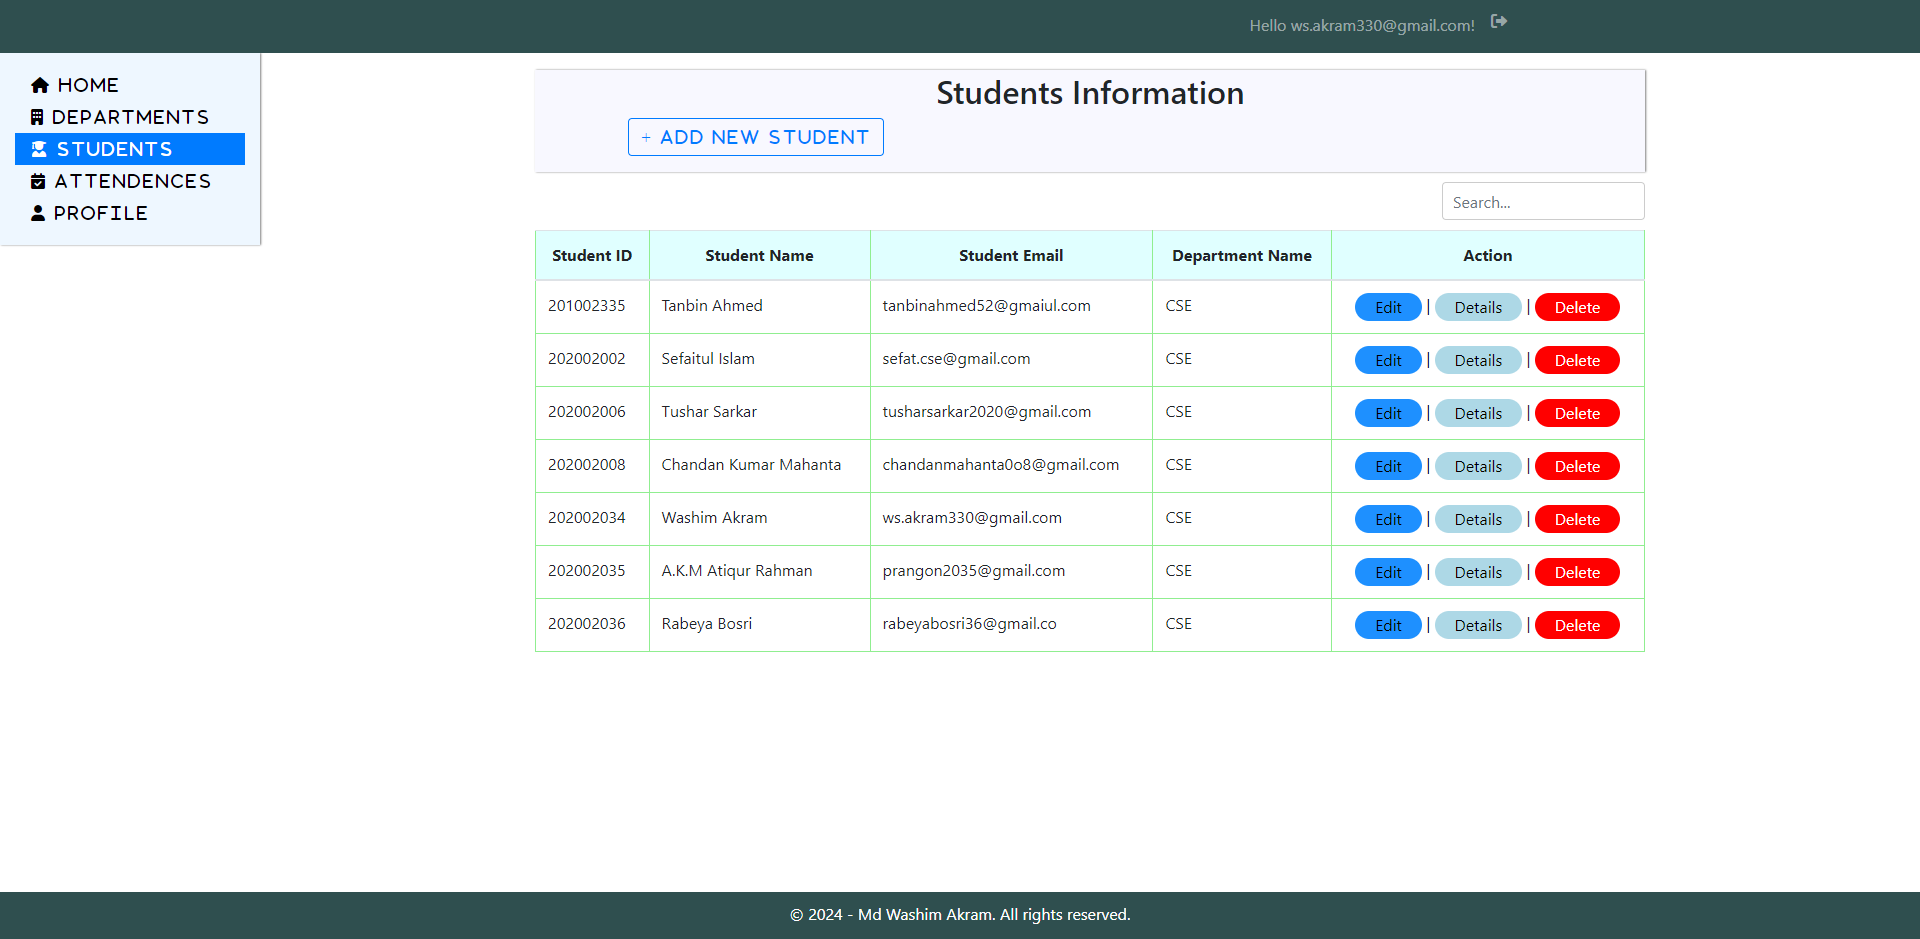 Hello ws.akram330@gmail.com!
HOME
DEPARTMENTS
STUDENTS
ATTENDENCES
PROFILE
Students Information
+ ADD NEW STUDENT
Search...
Student ID Student Name Student Email Department Name Action
201002335 Tanbin Ahmed tanbinahmed52@gmaiul.com CSE Edit | Details | Delete
202002002 Sefaitul Islam sefat.cse@gmail.com CSE Edit | Details | Delete
202002006 Tushar Sarkar tusharsarkar2020@gmail.com CSE Edit | Details | Delete
202002008 Chandan Kumar Mahanta chandanmahanta0o8@gmail.com CSE Edit | Details | Delete
202002034 Washim Akram ws.akram330@gmail.com CSE Edit | Details | Delete
202002035 A.K.M Atiqur Rahman prangon2035@gmail.com CSE Edit | Details | Delete
202002036 Rabeya Bosri rabeyabosri36@gmail.co CSE Edit | Details | Delete
© 2024 - Md Washim Akram. All rights reserved.